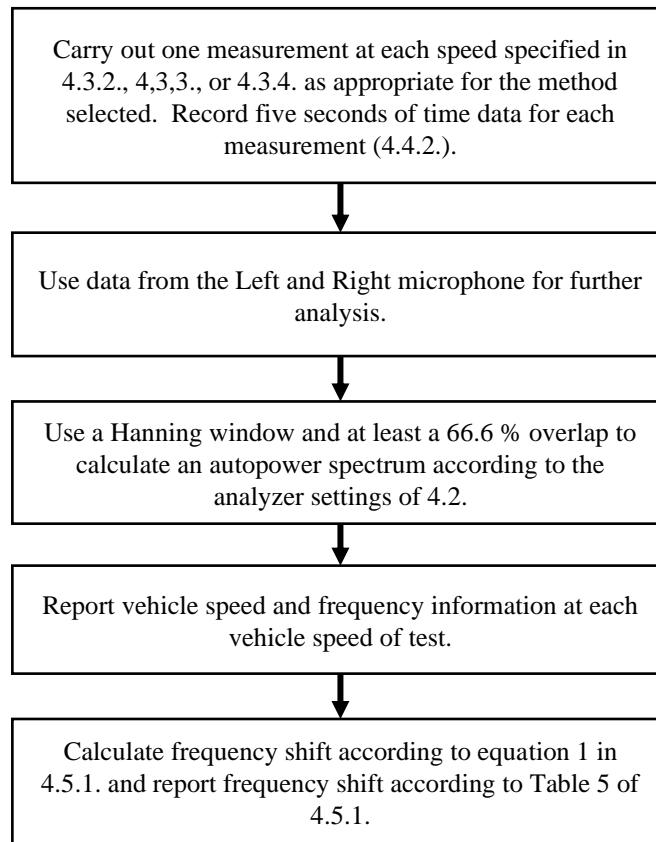 Carry out one measurement at each speed specified in
4.3.2., 4,3,3., or 4.3.4. as appropriate for the method
selected.  Record five seconds of time data for each
measurement (4.4.2.).
Use data from the Left and Right microphone for further
analysis.
Use a Hanning window and at least a 66.6 % overlap to
calculate an autopower spectrum according to the
analyzer settings of 4.2.
Report vehicle speed and frequency information at each
vehicle speed of test.
Calculate frequency shift according to equation 1 in
4.5.1. and report frequency shift according to Table 5 of
4.5.1.